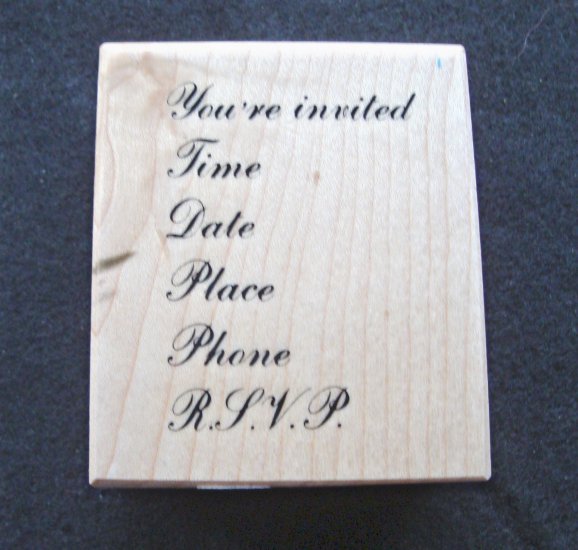 You're invited
Time
Date
Place
Phone
R.S.V.P.